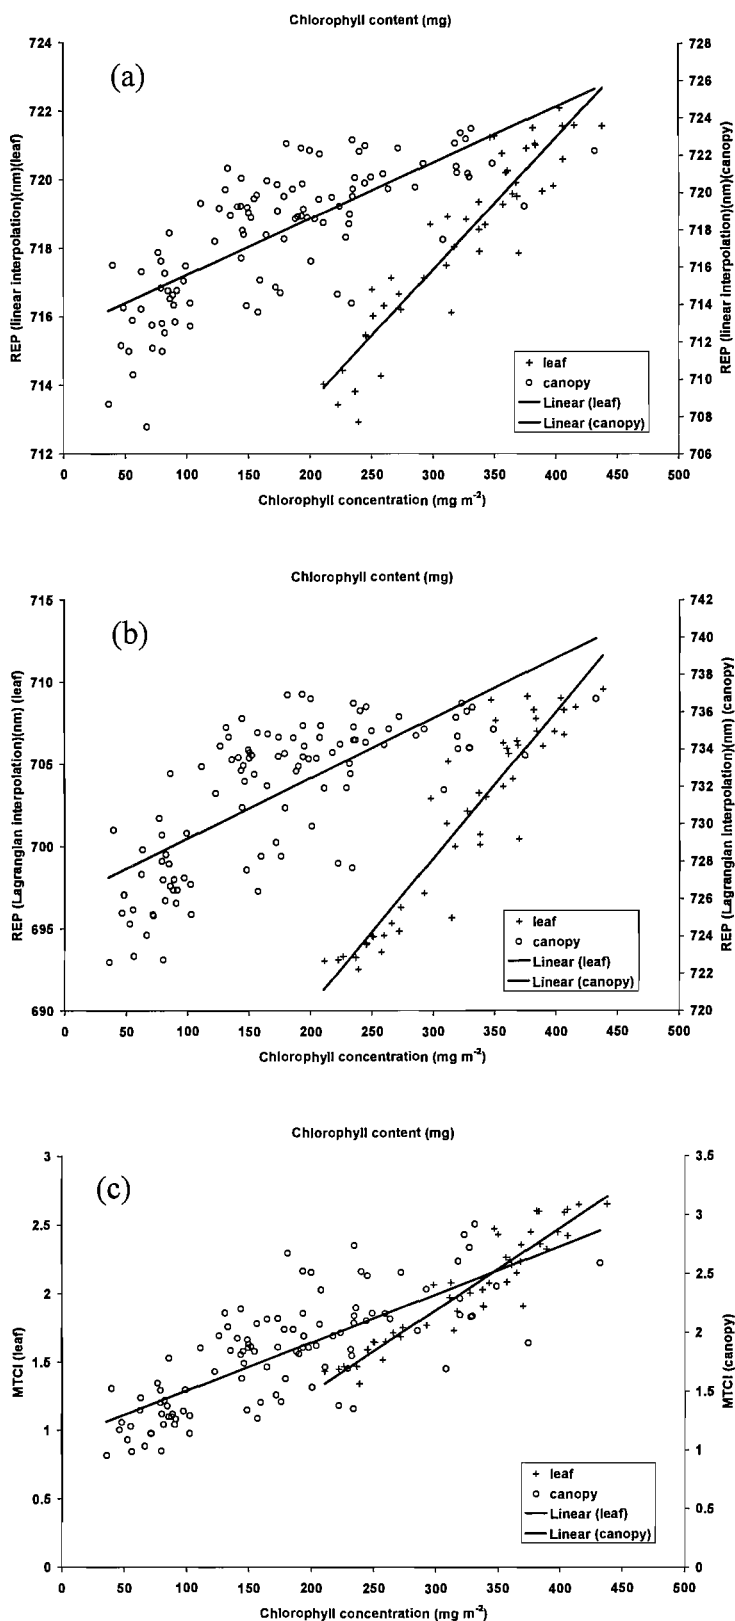 Chlorophyll content (mg)
(a)
724
722
720
718
716
714
712
728
726
724
722
720
718
716
714
712
710
708
706
REP (linear interpolation)(nm)(leaf)
REP (linear interpolation)(nm)(canopy)
leaf
canopy
Linear (leaf)
Linear (canopy)
0 50 100 150 200 250 300 350 400 450 500
Chlorophyll concentration (mg m-2)
Chlorophyll content (mg)
(b)
715
710
705
700
695
690
742
740
738
736
734
732
730
728
726
724
722
720
REP (Lagrangian interpolation)(nm) (leaf)
REP (Lagrangian interpolation)(nm) (canopy)
leaf
canopy
Linear (leaf)
Linear (canopy)
0 50 100 150 200 250 300 350 400 450 500
Chlorophyll concentration (mg m-2)
Chlorophyll content (mg)
(c)
3
2.5
2
1.5
1
0.5
0
3.5
3
2.5
2
1.5
1
0.5
0
MTCI (leaf)
MTCI (canopy)
leaf
canopy
Linear (leaf)
Linear (canopy)
0 50 100 150 200 250 300 350 400 450 500
Chlorophyll concentration (mg m-2)